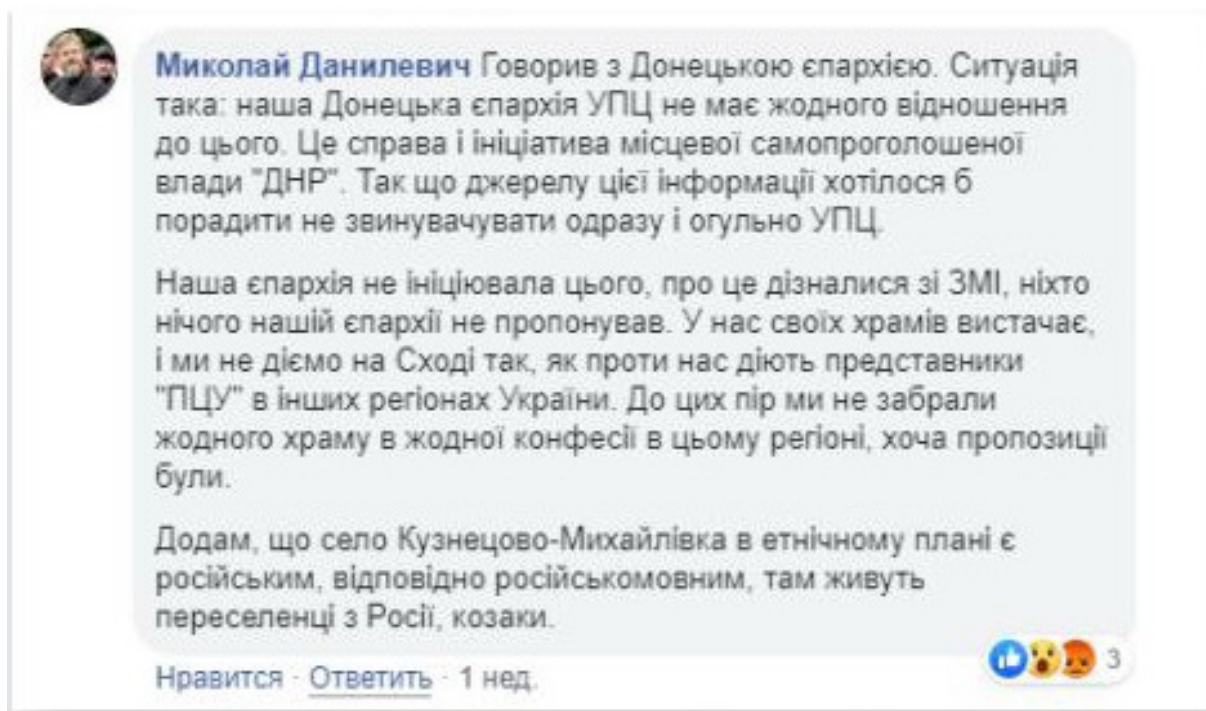 Миколай Данилевич Говорив з Донецькою єпархією. Ситуація
така: наша Донецька єпархія УПЦ не має жодного відношення
до цього. Це справа і ініціатива місцевої самопроголошеної
влади "ДНР". Так що джерелу цієї інформації хотілося б
порадити не звинувачувати одразу і огульно УПЦ.
Наша єпархія не ініціювала цього, про це дізналися зі ЗМІ, ніхто
нічого нашій єпархії не пропонував. У нас своїх храмів вистачає,
і ми не діємо на Сході так, як проти нас діють представники
"ПЦУ" в інших регіонах України. До цих пір ми не забрали
жодного храму в жодної конфесії в цьому регіоні, хоча пропозиції
були.
Додам, що село Кузнецово-Михайлівка в етнічному плані є
російським, відповідно російськомовним, там живуть
переселенці з Росії, козаки.
3
Нравится · Ответить · 1 нед.